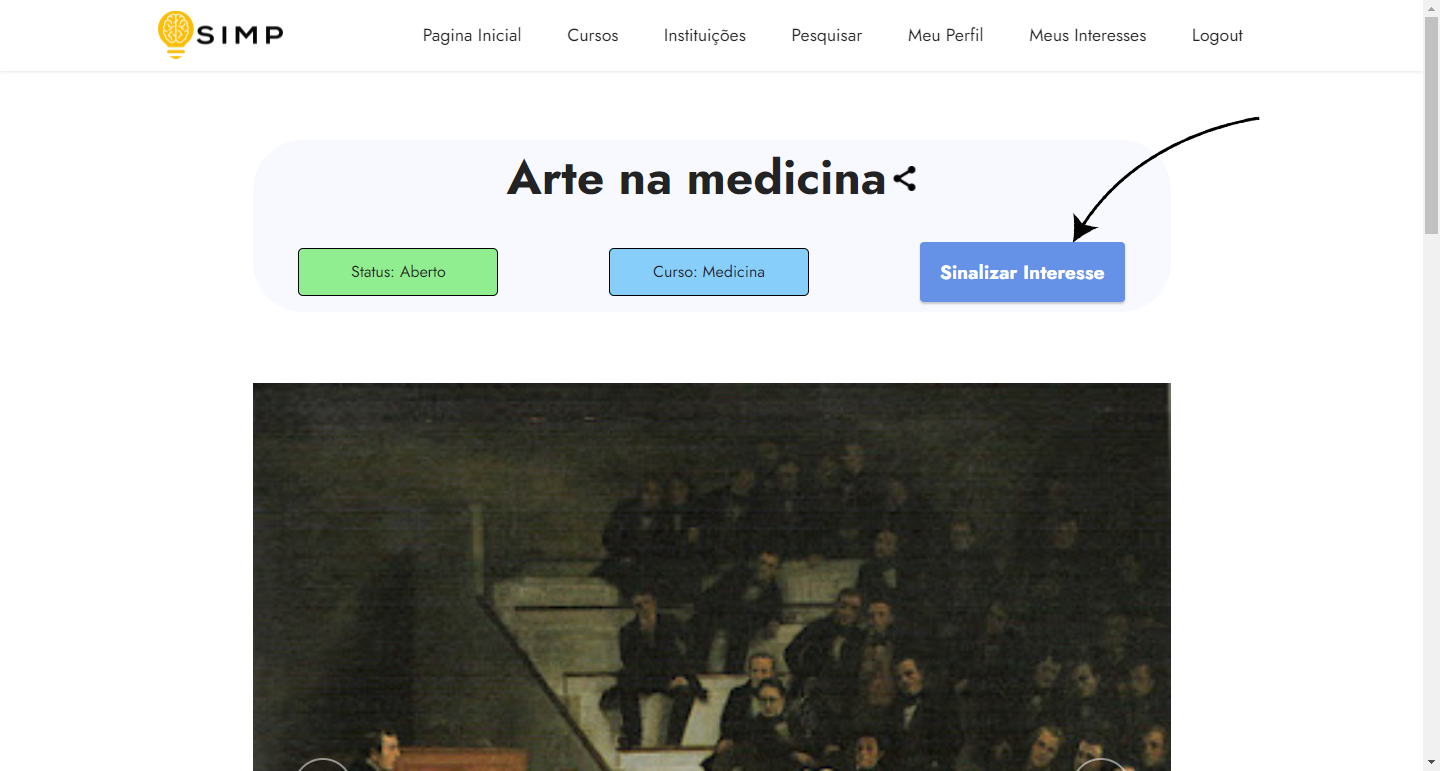 SIMP
Pagina Inicial Cursos Instituições Pesquisar Meu Perfil Meus Interesses Logout
Arte na medicina
Status: Aberto
Curso: Medicina
Sinalizar Interesse